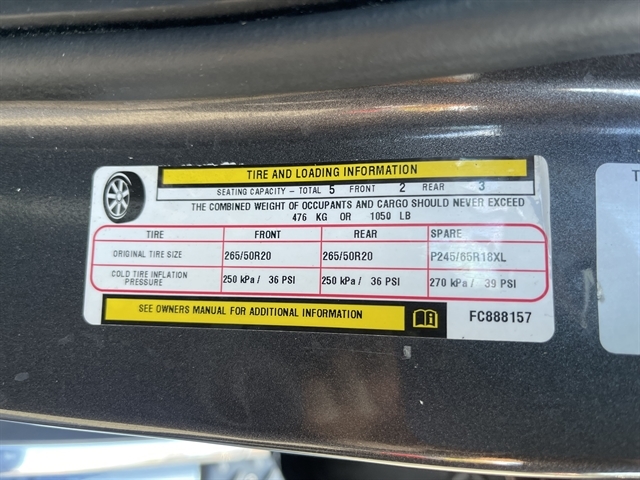 TIRE AND LOADING INFORMATION
SEATING CAPACITY – TOTAL 5 FRONT 2 REAR 3
THE COMBINED WEIGHT OF OCCUPANTS AND CARGO SHOULD NEVER EXCEED
476 KG OR 1050 LB
TIRE FRONT REAR SPARE
ORIGINAL TIRE SIZE 265/50R20 265/50R20 P245/65R18XL
COLD TIRE INFLATION PRESSURE 250 kPa / 36 PSI 250 kPa / 36 PSI 270 kPa / 39 PSI
SEE OWNERS MANUAL FOR ADDITIONAL INFORMATION
FC888157